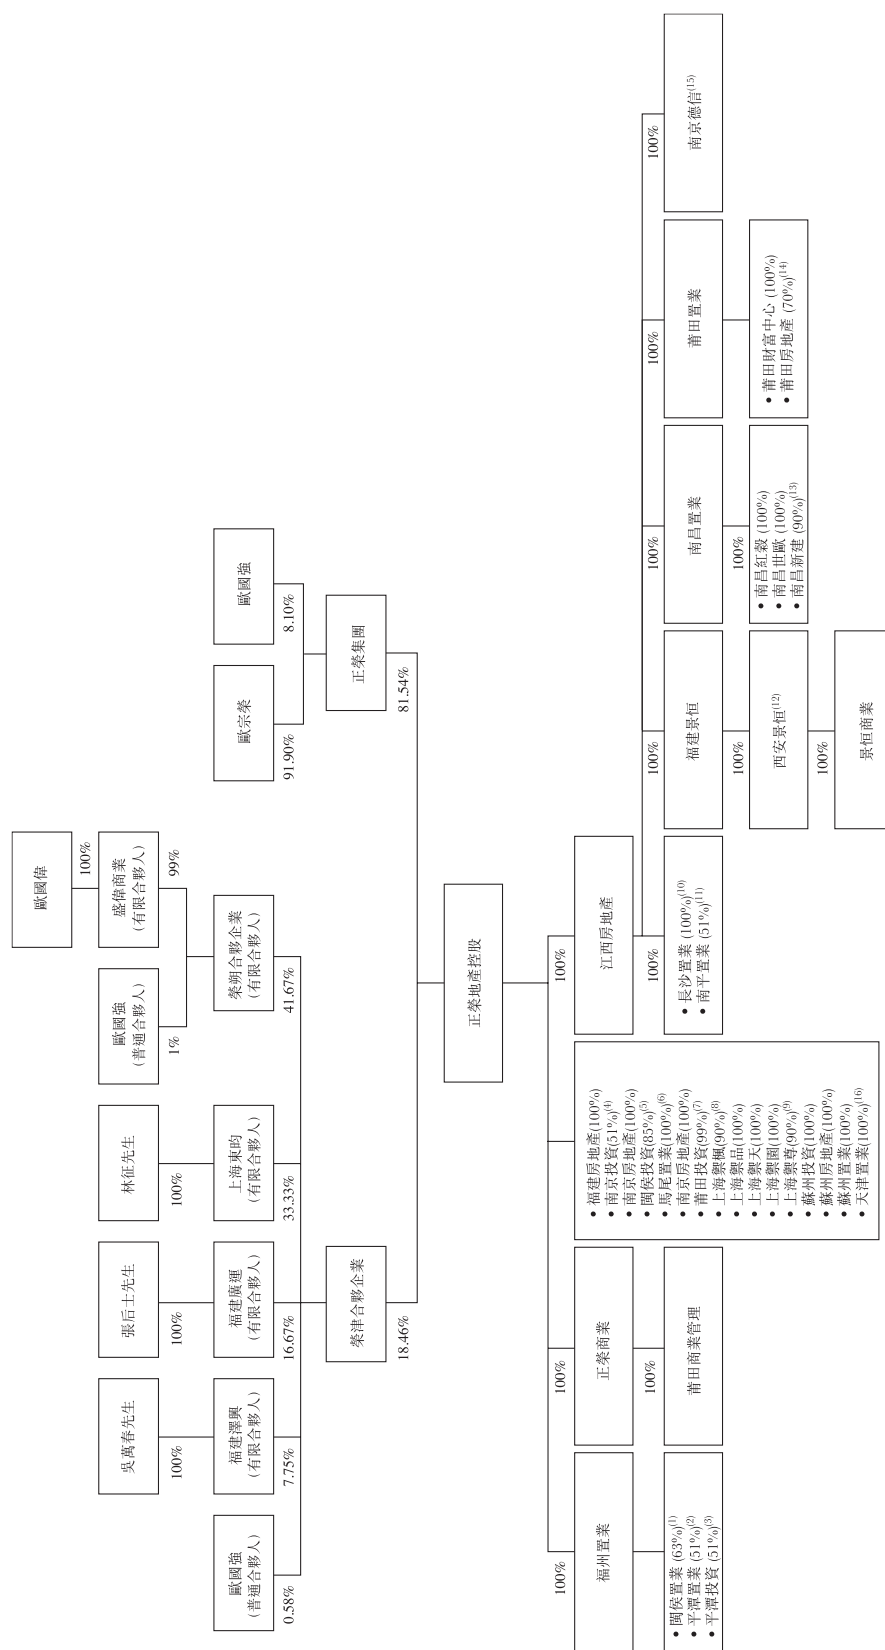 歐國偉
100%
吳萬春先生
張后士先生
林征先生
歐國強
(普通合夥人)
盛偉商業
(有限合夥人)
100%
100%
100%
1%
99%
歐國強
(普通合夥人)
福建澤興
(有限合夥人)
福建廣運
(有限合夥人)
上海東昀
(有限合夥人)
榮朔合夥企業
(有限合夥人)
歐宗榮
歐國強
0.58%
7.75%
16.67%
33.33%
41.67%
91.90%
8.10%
榮津合夥企業
正榮集團
18.46%
81.54%
正榮地產控股
100%
100%
100%
福州置業
正榮商業
• 福建房地產(100%)
• 南京投資(51%)(4)
• 南京房地產(100%)
• 閩侯投資(85%)(5)
• 馬尾置業(100%)(6)
• 南京房地產(100%)
• 莆田投資(99%)(7)
• 上海禦楓(90%)(8)
• 上海禦品(100%)
• 上海禦天(100%)
• 上海禦園(100%)
• 上海禦尊(90%)(9)
• 蘇州投資(100%)
• 蘇州房地產(100%)
• 蘇州置業(100%)
• 天津置業(100%)(16)
江西房地產
100%
100%
100%
100%
100%
100%
• 閩侯置業 (63%)(1)
• 平潭置業 (51%)(2)
• 平潭投資 (51%)(3)
莆田商業管理
• 長沙置業 (100%)(10)
• 南平置業 (51%)(11)
福建景恒
南昌置業
莆田置業
南京德信(15)
100%
100%
西安景恒(12)
• 南昌紅穀 (100%)
• 南昌世歐 (100%)
• 南昌新建 (90%)(13)
• 莆田財富中心 (100%)
• 莆田房地產 (70%)(14)
100%
景恒商業